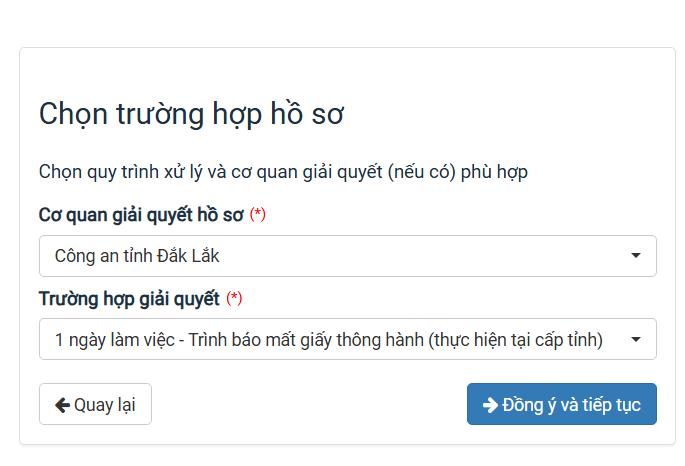 Chọn trường hợp hồ sơ
Chọn quy trình xử lý và cơ quan giải quyết (nếu có) phù hợp
Cơ quan giải quyết hồ sơ (*)
Công an tỉnh Đắk Lắk
Trường hợp giải quyết (*)
1 ngày làm việc - Trình báo mất giấy thông hành (thực hiện tại cấp tỉnh)
Quay lại
Đồng ý và tiếp tục